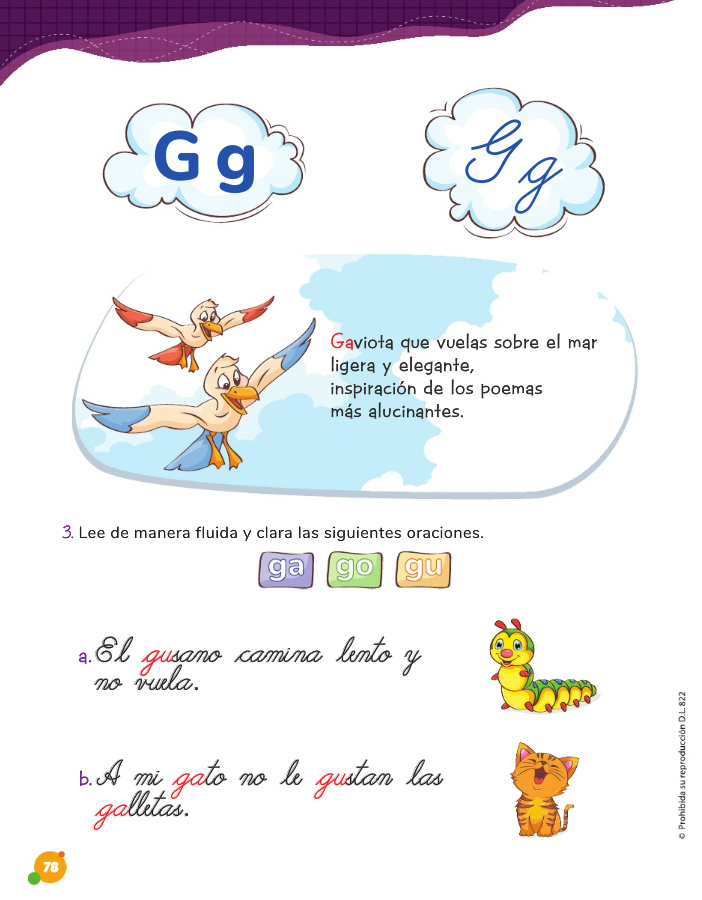 G g
G g
Gaviota que vuelas sobre el mar
ligera y elegante,
inspiración de los poemas
más alucinantes.
3. Lee de manera fluida y clara las siguientes oraciones.
ga go gu
a. El gusano camina lento y
no vuela.
b. A mi gato no le gustan las
galletas.
© Prohibida su reproducción D.L. 822
78